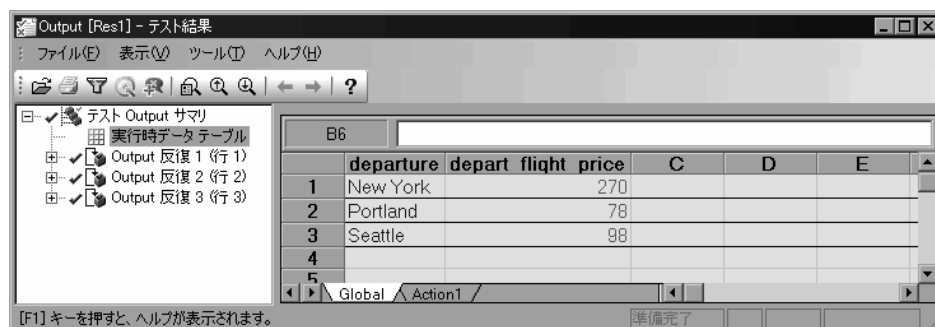 Output [Res1] - テスト結果
ファイル(F) 表示(V) ツール(T) ヘルプ(H)
?
テスト Output サマリ
実行時データ テーブル
Output 反復 1 (行 1)
Output 反復 2 (行 2)
Output 反復 3 (行 3)
B6
departure depart_flight_price C D E
1 New York 270
2 Portland 78
3 Seattle 98
4
5
Global Action1
[F1] キーを押すと、ヘルプが表示されます。 準備完了